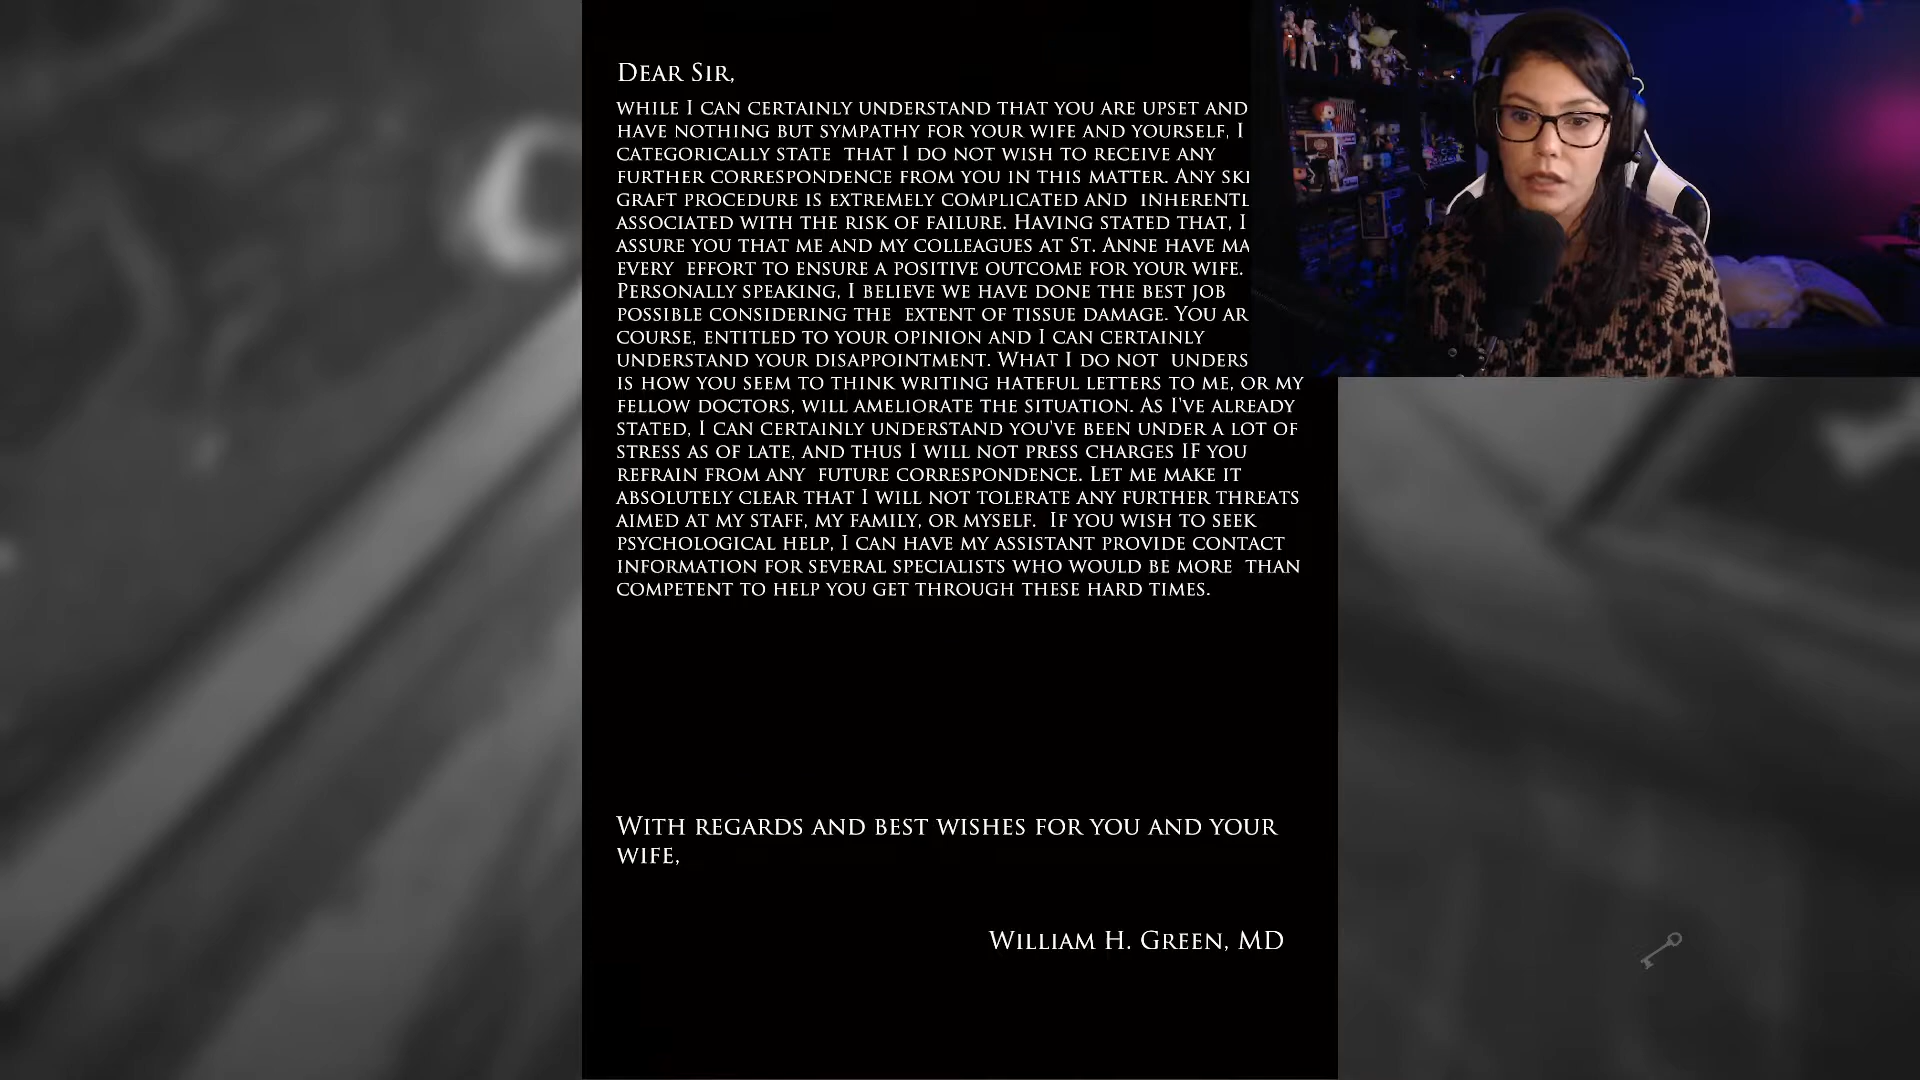 DEAR SIR,
WHILE I CAN CERTAINLY UNDERSTAND THAT YOU ARE UPSET AND
HAVE NOTHING BUT SYMPATHY FOR YOUR WIFE AND YOURSELF, I
CATEGORICALLY STATE THAT I DO NOT WISH TO RECEIVE ANY
FURTHER CORRESPONDENCE FROM YOU IN THIS MATTER. ANY
GRAFT PROCEDURE IS EXTREMELY COMPLICATED AND
ASSOCIATED WITH THE RISK OF FAILURE. HAVING STATED THAT, I
ASSURE YOU THAT ME AND MY COLLEAGUES AT ST. ANNE HAVE
EVERY EFFORT TO ENSURE A POSITIVE OUTCOME FOR YOUR WIFE.
PERSONALLY SPEAKING, I BELIEVE WE HAVE DONE THE BEST JOB
POSSIBLE CONSIDERING THE EXTENT OF TISSUE DAMAGE. YOU
COURSE, ENTITLED TO YOUR OPINION AND I CAN CERTAINLY
UNDERSTAND YOUR DISAPPOINTMENT. WHAT I DO NOT
IS HOW YOU SEEM TO THINK WRITING HATEFUL LETTERS TO ME, OR MY
FELLOW DOCTORS, WILL AMELIORATE THE SITUATION. AS I'VE ALREADY
STATED, I CAN CERTAINLY UNDERSTAND YOU'VE BEEN UNDER A LOT OF
STRESS AS OF LATE, AND THUS I WILL NOT PRESS CHARGES IF YOU
REFRAIN FROM ANY FUTURE CORRESPONDENCE. LET ME MAKE IT
ABSOLUTELY CLEAR THAT I WILL NOT TOLERATE ANY FURTHER THREATS
AIMED AT MY STAFF, MY FAMILY, OR MYSELF. IF YOU WISH TO SEEK
PSYCHOLOGICAL HELP, I CAN HAVE MY ASSISTANT PROVIDE CONTACT
INFORMATION FOR SEVERAL SPECIALISTS WHO WOULD BE MORE THAN
COMPETENT TO HELP YOU GET THROUGH THESE HARD TIMES.
WITH REGARDS AND BEST WISHES FOR YOU AND YOUR
WIFE,
WILLIAM H. GREEN, MD